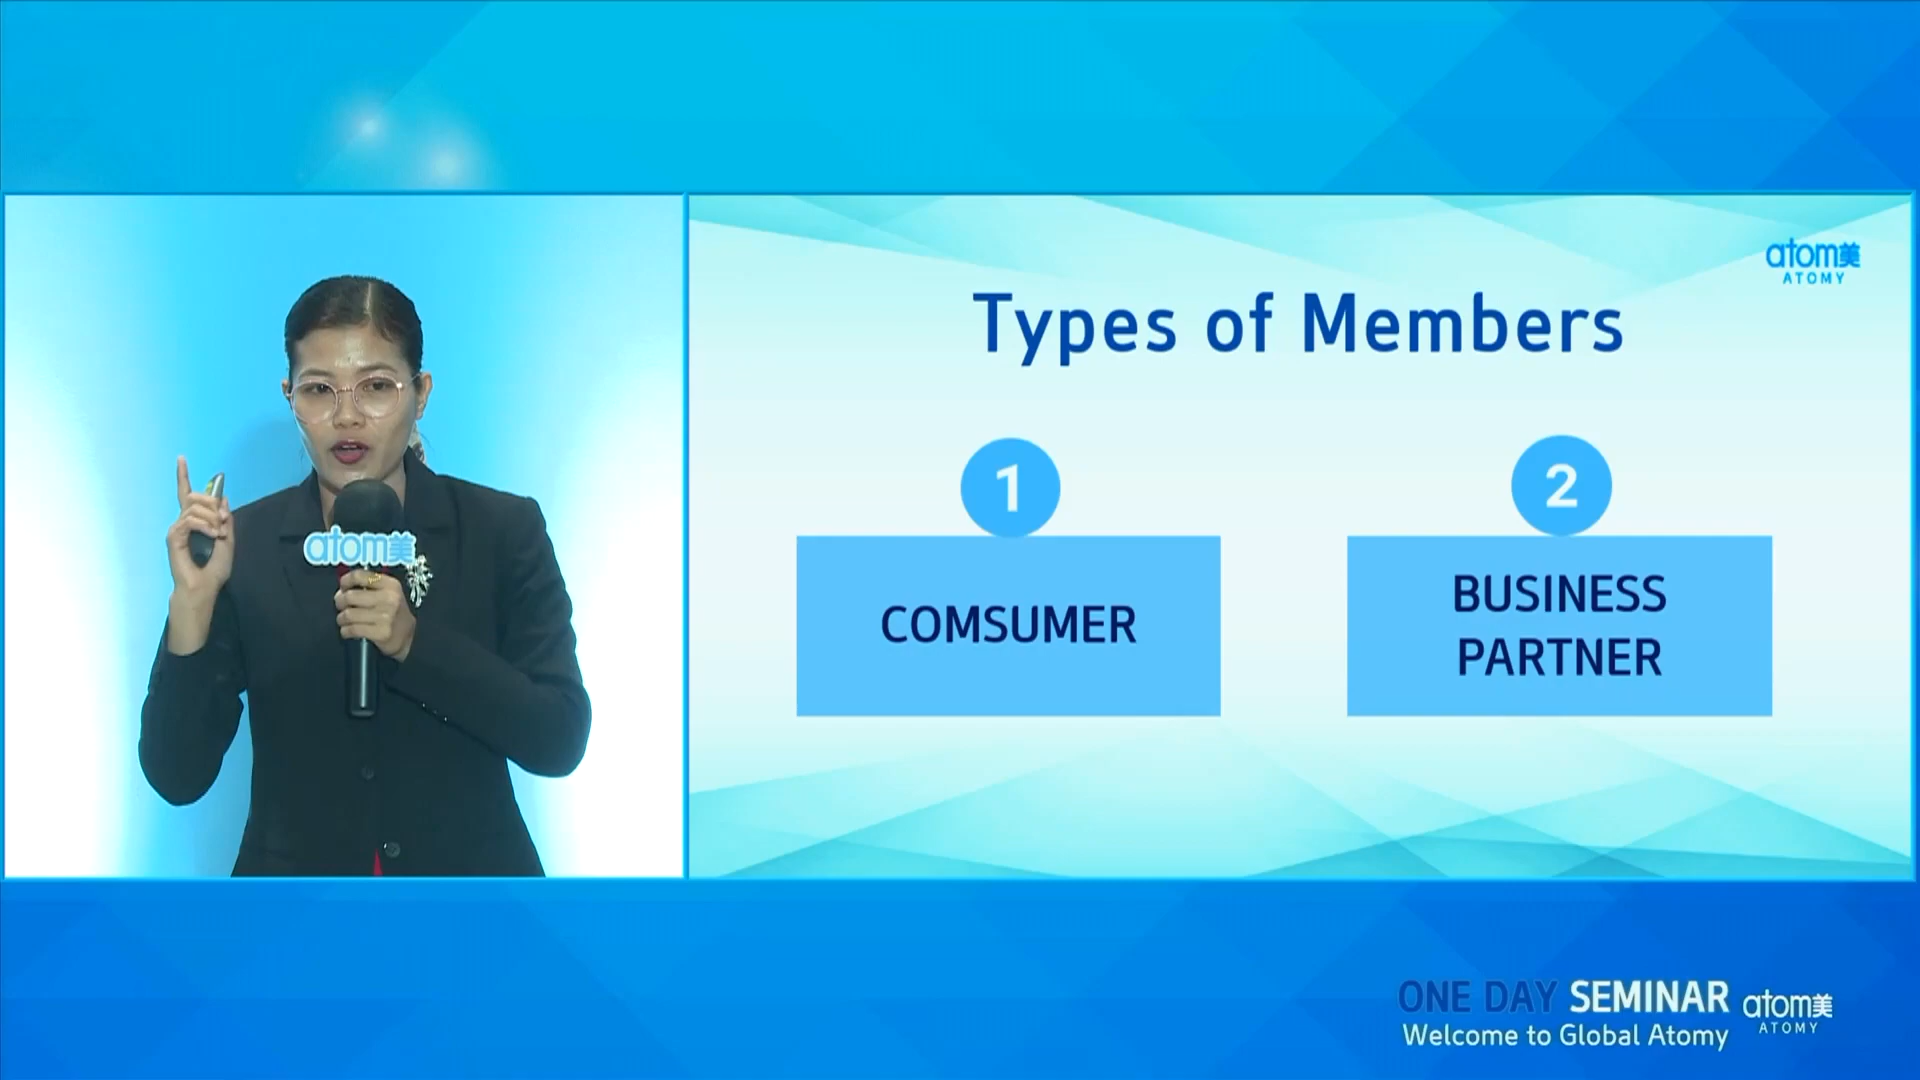 atom美
ATOMY
Types of Members
1
2
COMSUMER
BUSINESS
PARTNER
atom美
ONE DAY SEMINAR
Welcome to Global Atomy
atom美
ATOMY